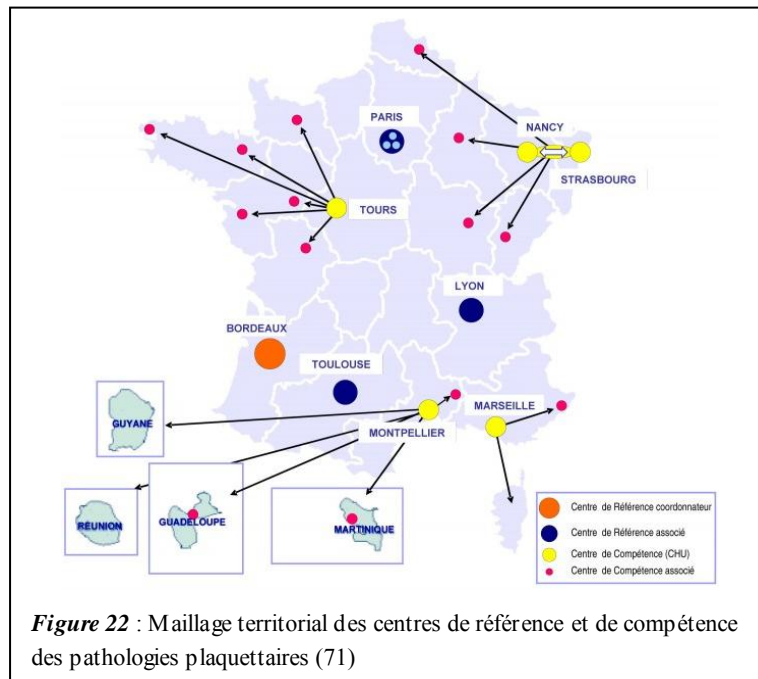 PARIS
NANCY
STRASBOURG
TOURS
LYON
BORDEAUX
TOULOUSE
MARSEILLE
MONTPELLIER
GUYANE
RÉUNION
GUADELOUPE
MARTINIQUE
Centre de Référence coordonnateur
Centre de Référence associé
Centre de Compétence (CHU)
Centre de Compétence associé
Figure 22 : Maillage territorial des centres de référence et de compétence
des pathologies plaquettaires (71)